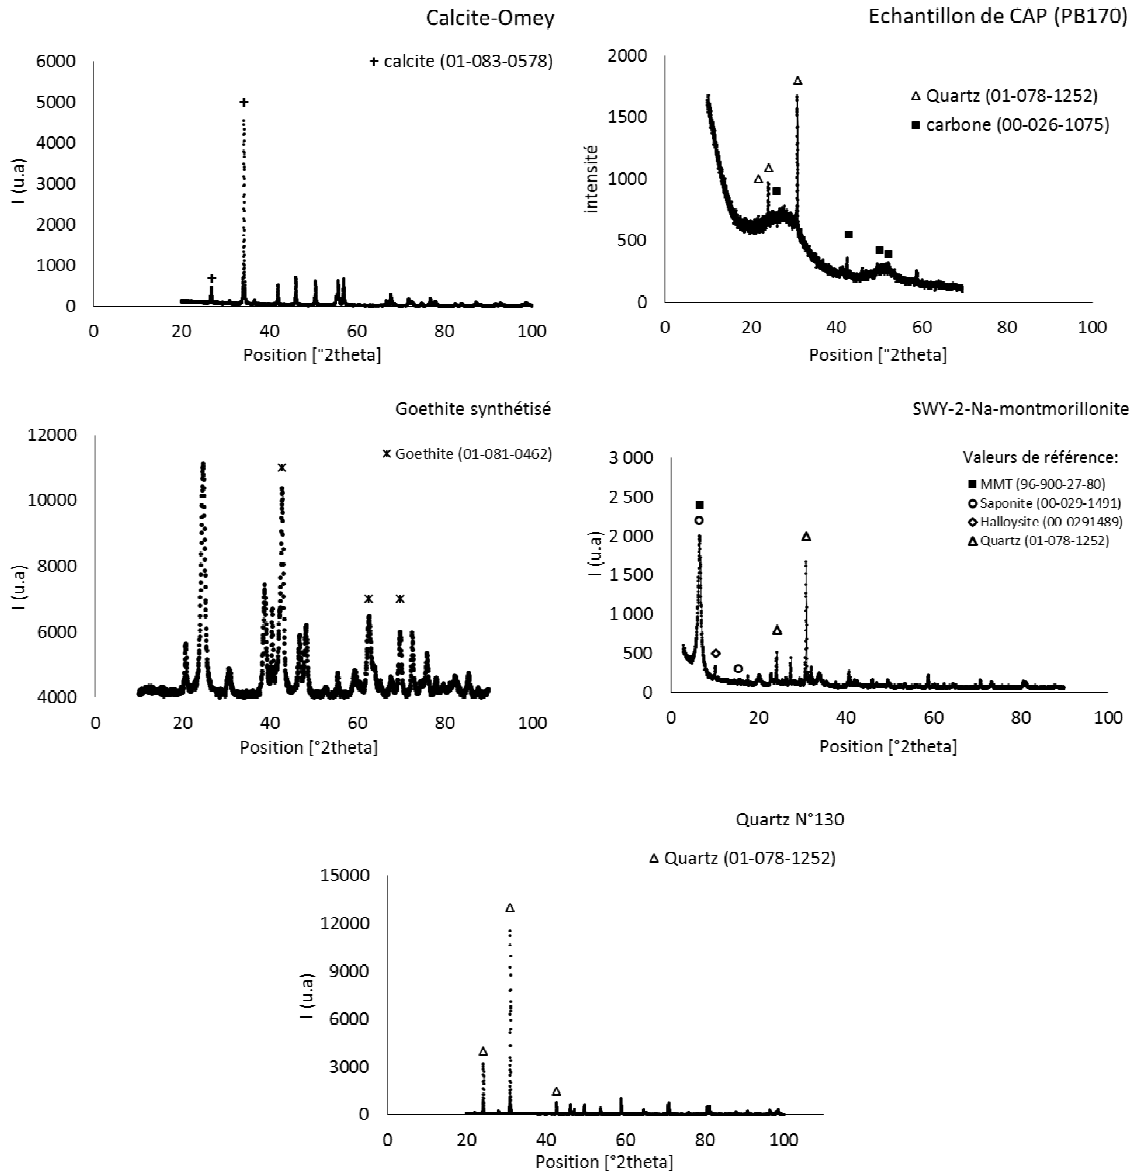 Calcite-Omey
+ calcite (01-083-0578)
6000
5000
4000
3000
2000
1000
0
I (u.a)
0 20 40 60 80 100
Position [°2theta]
Echantillon de CAP (PB170)
△ Quartz (01-078-1252)
■ carbone (00-026-1075)
2000
1500
1000
500
0
intensité
0 20 40 60 80 100
Position [°2theta]
Goethite synthétisé
Goethite (01-081-0462)
12000
10000
8000
6000
4000
I (u.a)
0 20 40 60 80 100
Position [°2theta]
SWY-2-Na-montmorillonite
Valeurs de référence:
■ MMT (96-900-27-80)
Saponite (00-029-1491)
Halloysite (00-0291489)
△ Quartz (01-078-1252)
3 000
2 500
2 000
1 500
1 000
500
0
I (u.a)
0 20 40 60 80 100
Position [°2theta]
Quartz N°130
△ Quartz (01-078-1252)
15000
12000
9000
6000
3000
0
I (u.a)
0 20 40 60 80 100
Position [°2theta]